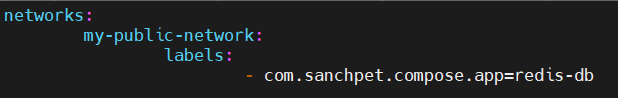 networks:
my-public-network:
labels:
- com.sanchpet.compose.app=redis-db